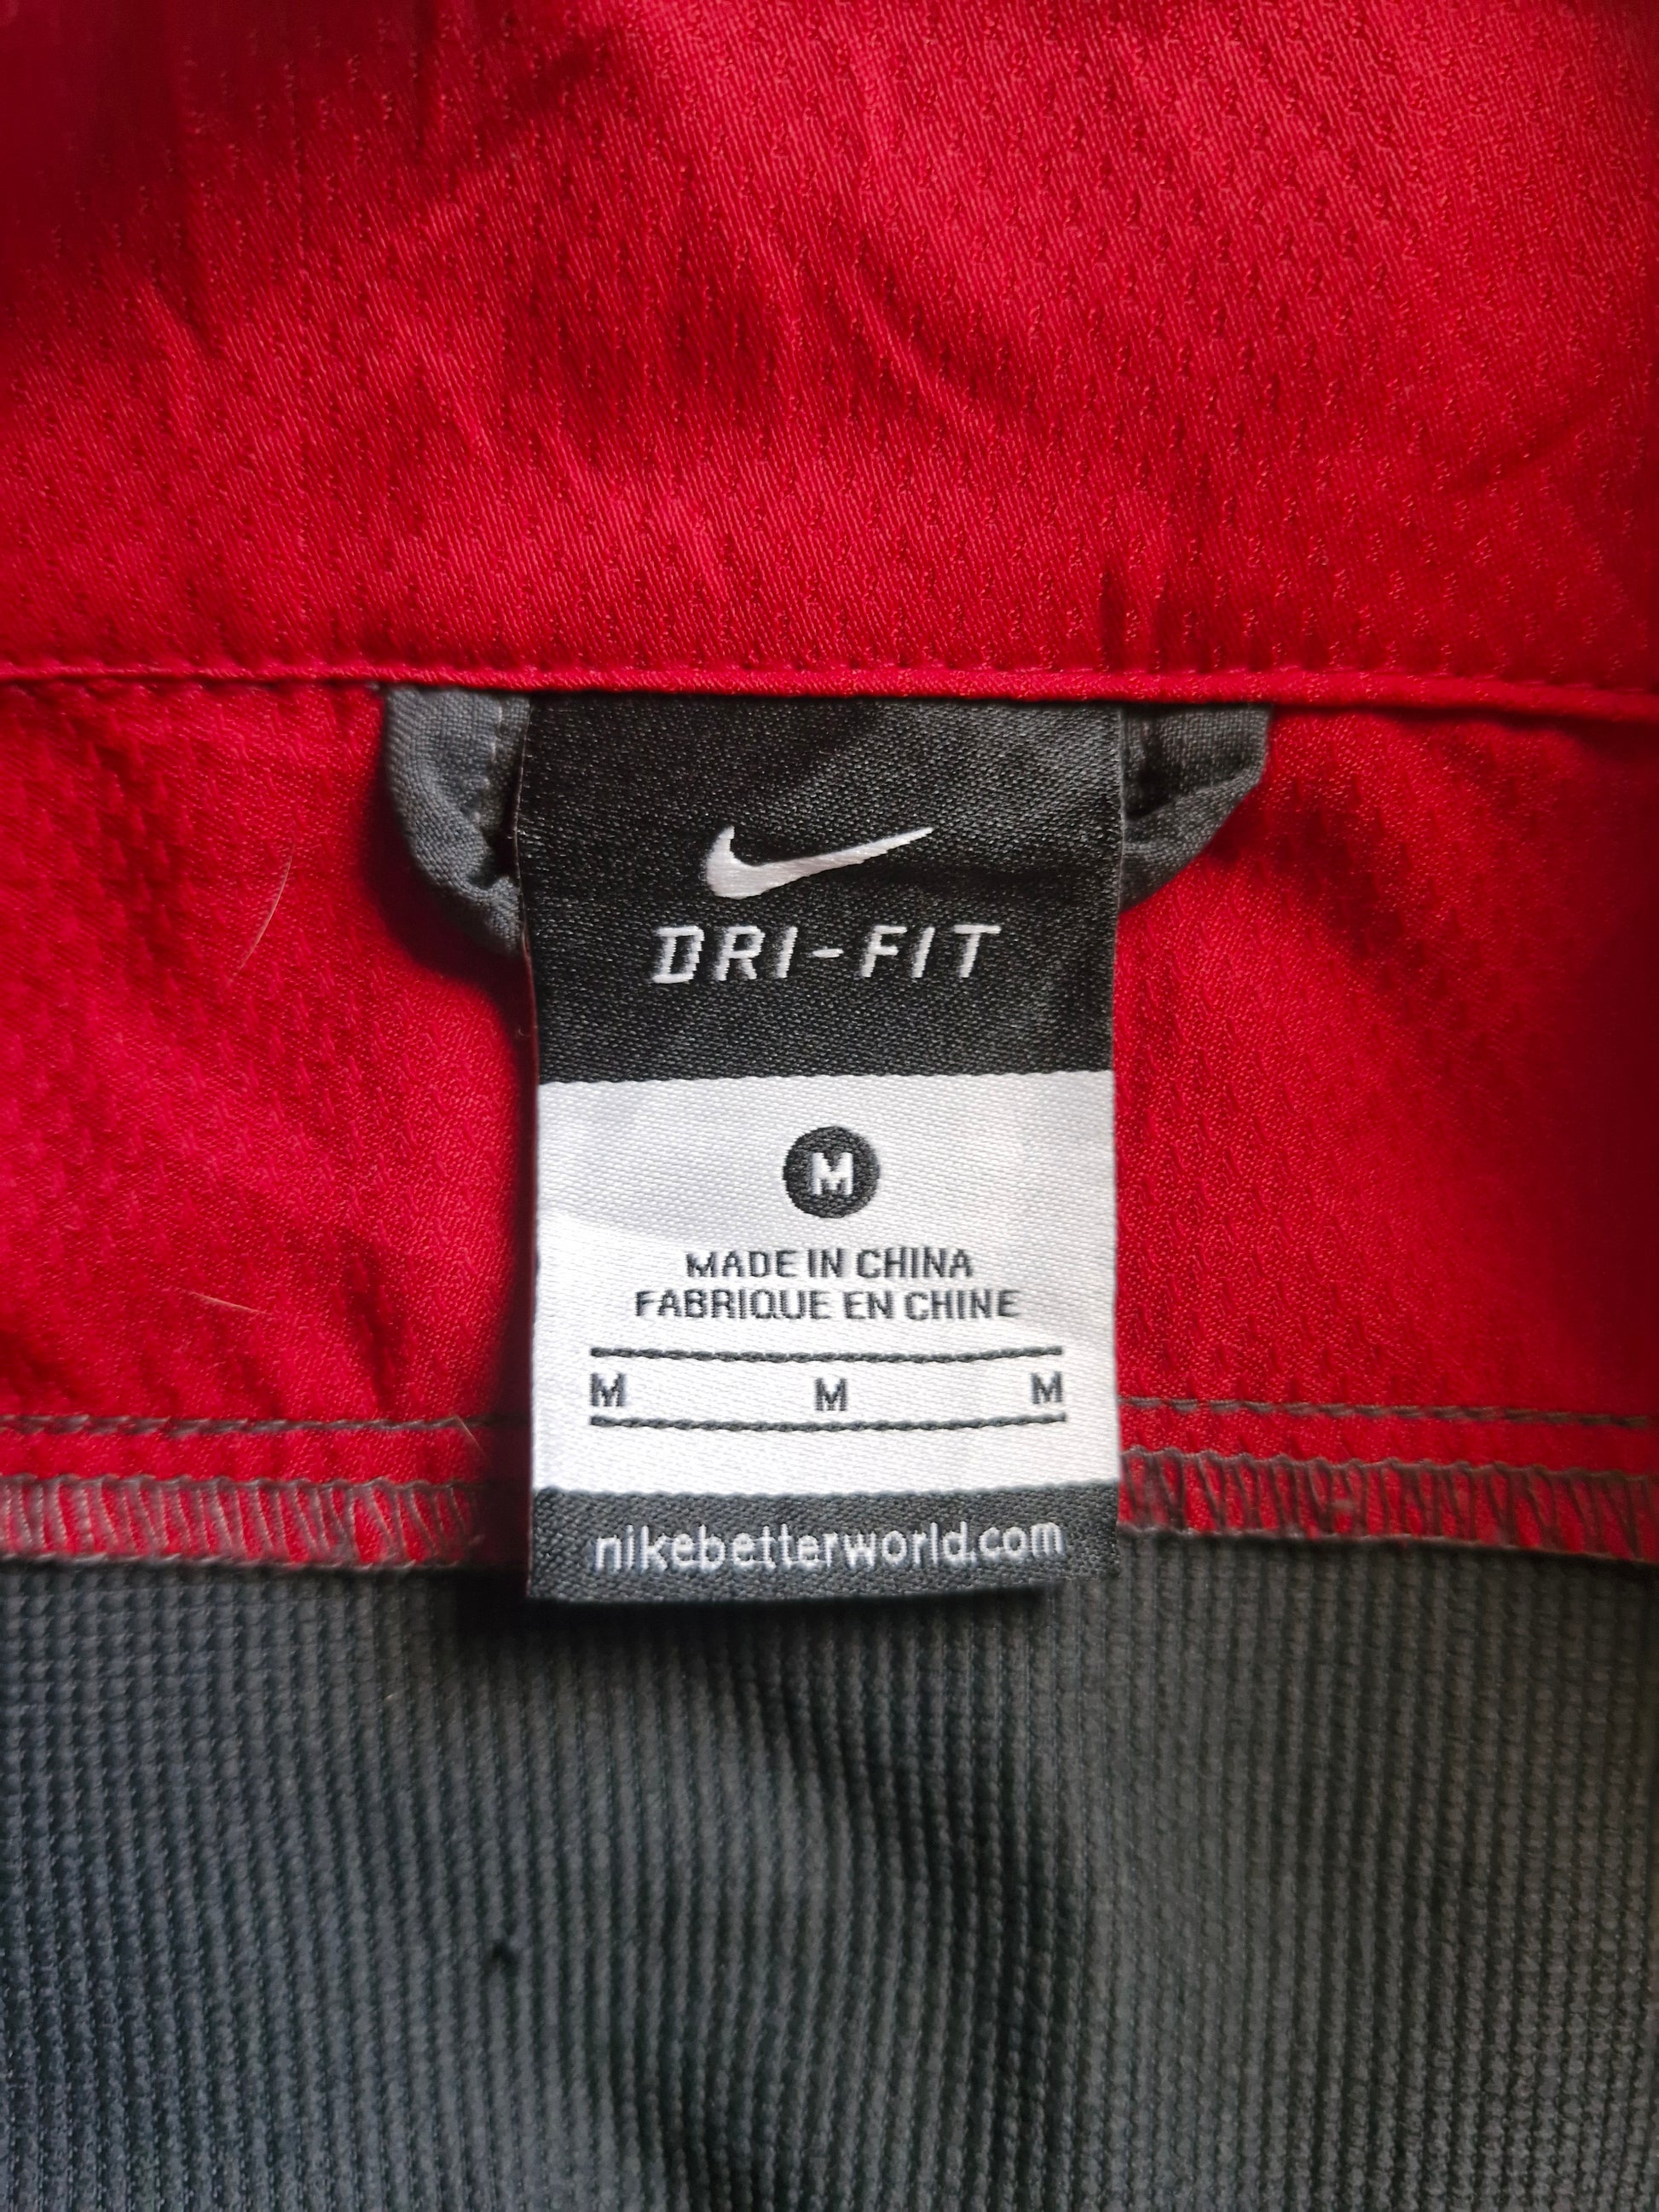 DRI-FIT
M
MADE IN CHINA
FABRIQUE EN CHINE
M M M
nikebetterworld.com